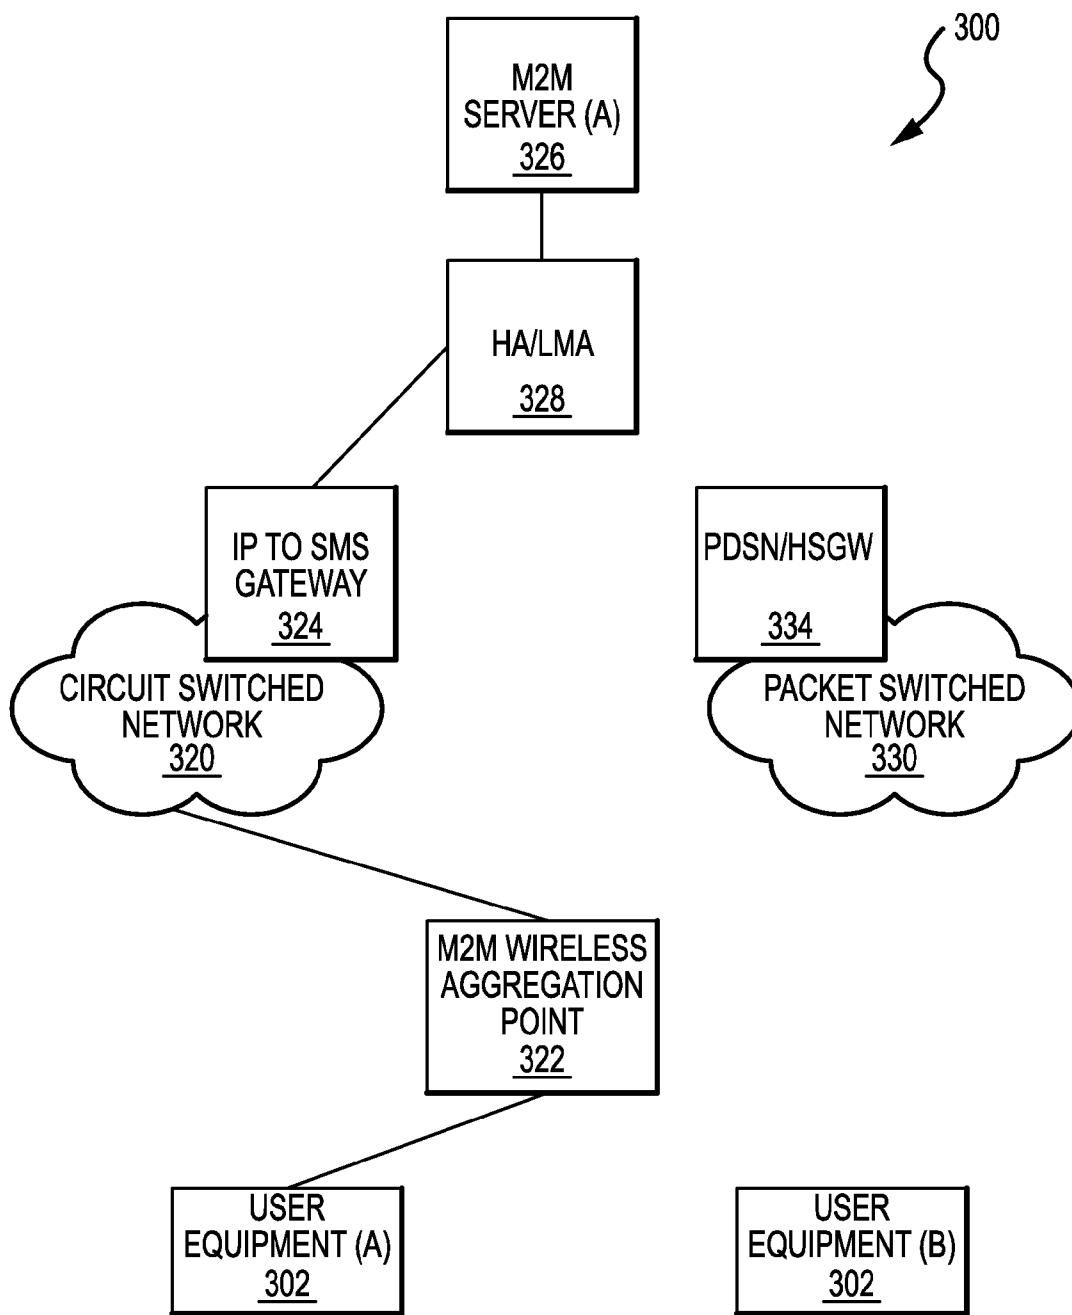 300
M2M
SERVER (A)
326
HA/LMA
328
IP TO SMS
GATEWAY
324
PDSN/HSGW
334
CIRCUIT SWITCHED
NETWORK
320
PACKET SWITCHED
NETWORK
330
M2M WIRELESS
AGGREGATION
POINT
322
USER
EQUIPMENT (A)
302
USER
EQUIPMENT (B)
302